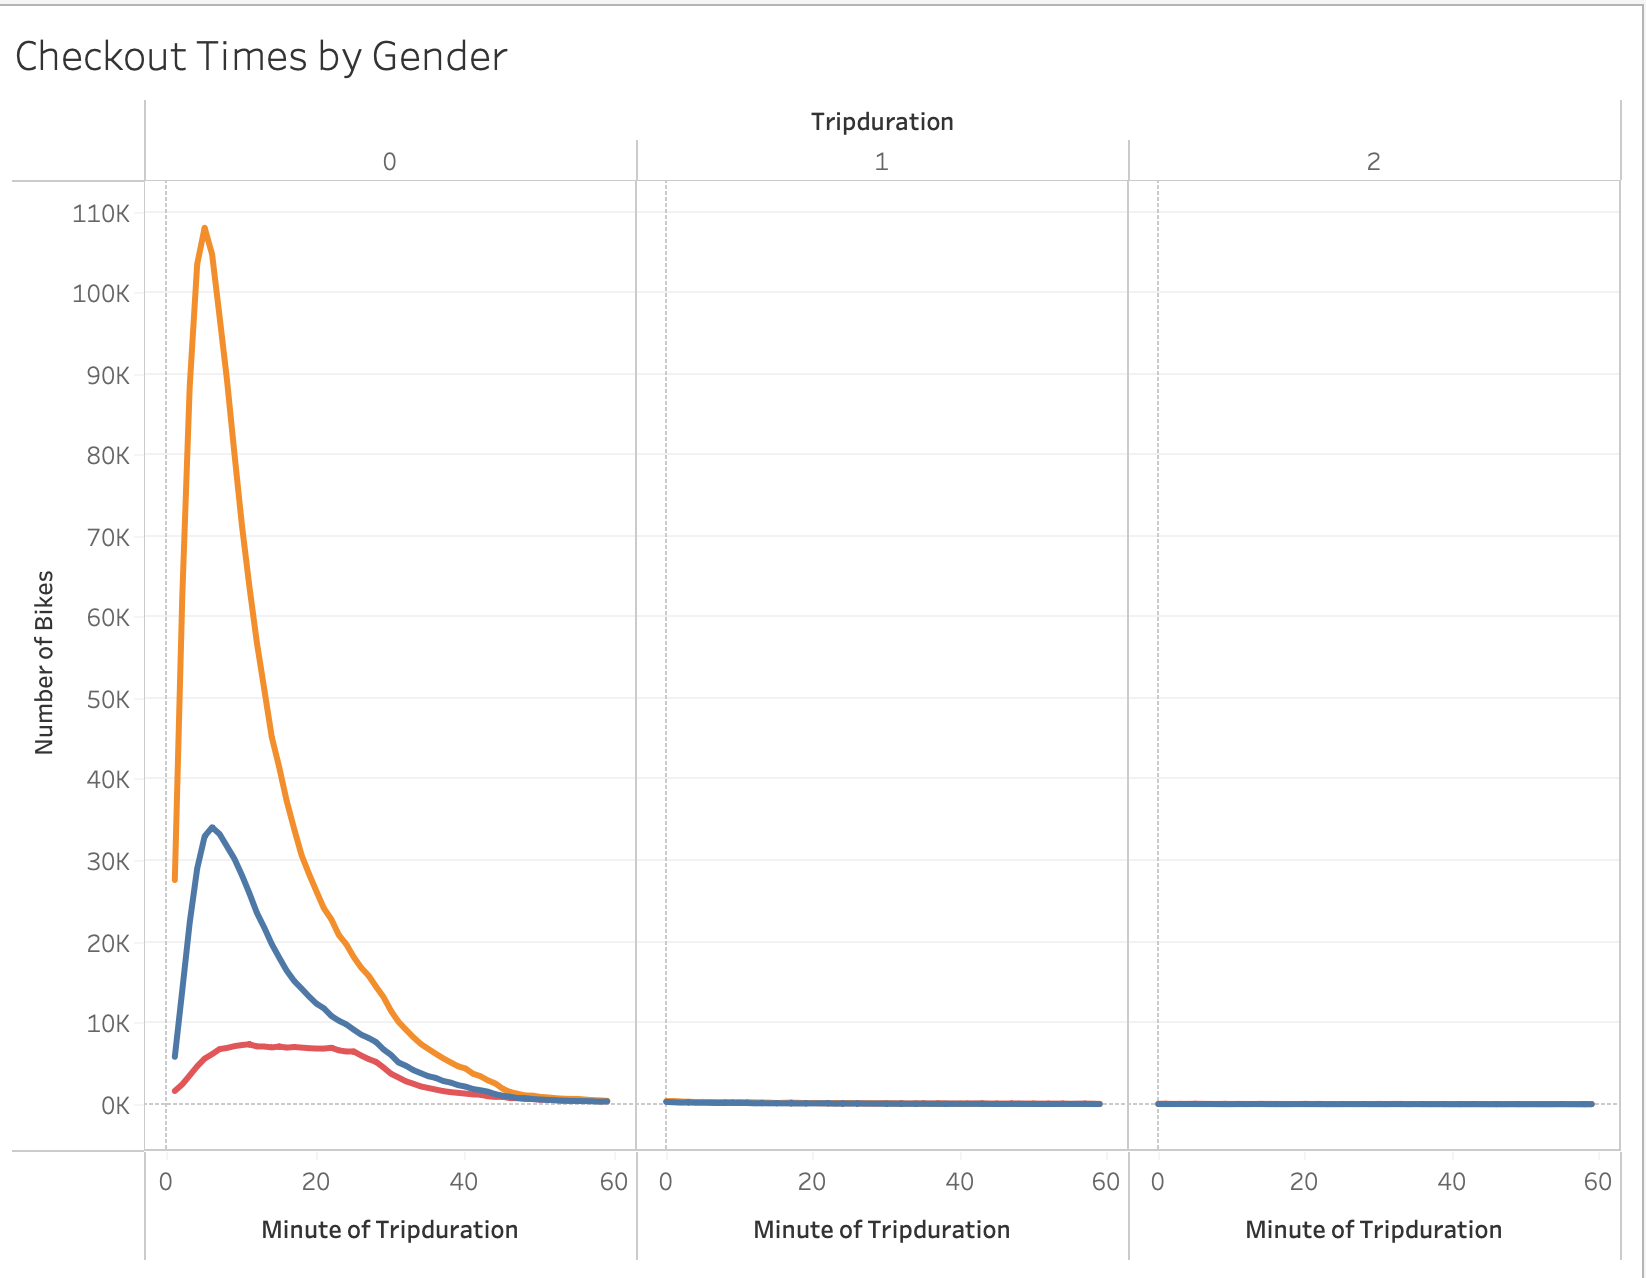 Checkout Times by Gender
Tripduration
0 1 2
110K
100K
90K
80K
70K
60K
50K
40K
30K
20K
10K
0K
Number of Bikes
0 20 40 60 0 20 40 60 0 20 40 60
Minute of Tripduration Minute of Tripduration Minute of Tripduration